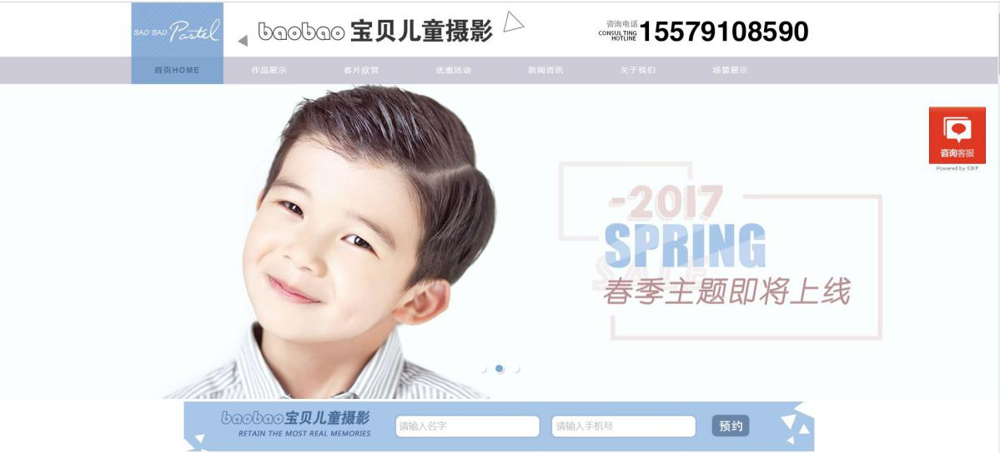 BAO BAO Pastel
baobao 宝贝儿童摄影
咨询电话
CONSULTING
HOTLINE
15579108590
首页HOME 作品展示 客片欣赏 优惠活动 新闻资讯 关于我们 场景展示
咨询客服
Powered by 53KF
-2017
SPRING
SALE
春季主题即将上线
baobao宝贝儿童摄影
RETAIN THE MOST REAL MEMORIES
请输入名字
请输入手机号
预约